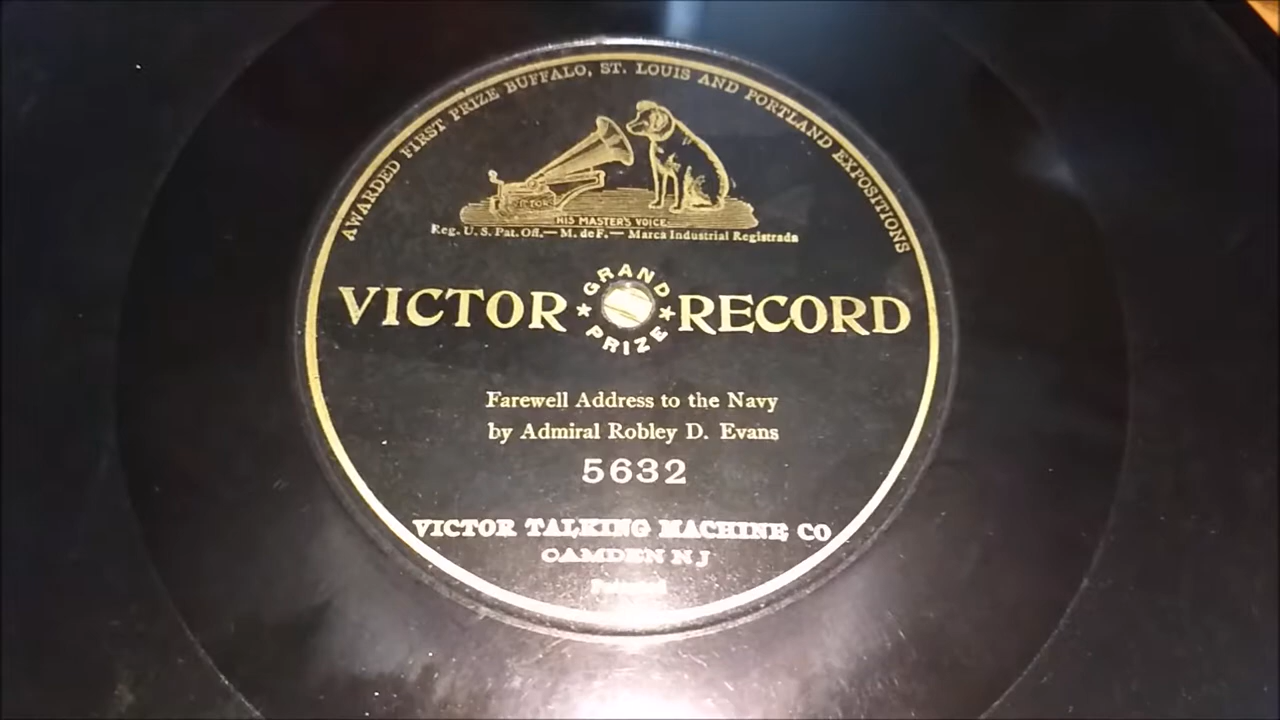 AWARDED FIRST PRIZE BUFFALO, ST. LOUIS AND PORTLAND EXPOSITIONS
VICTOR
HIS MASTER'S VOICE
Reg. U. S. Pat. Off.— M. de F.— Marca Industrial Registrada
GRAND PRIZE
VICTOR RECORD
Farewell Address to the Navy
by Admiral Robley D. Evans
5632
VICTOR TALKING MACHINE CO
CAMDEN N J